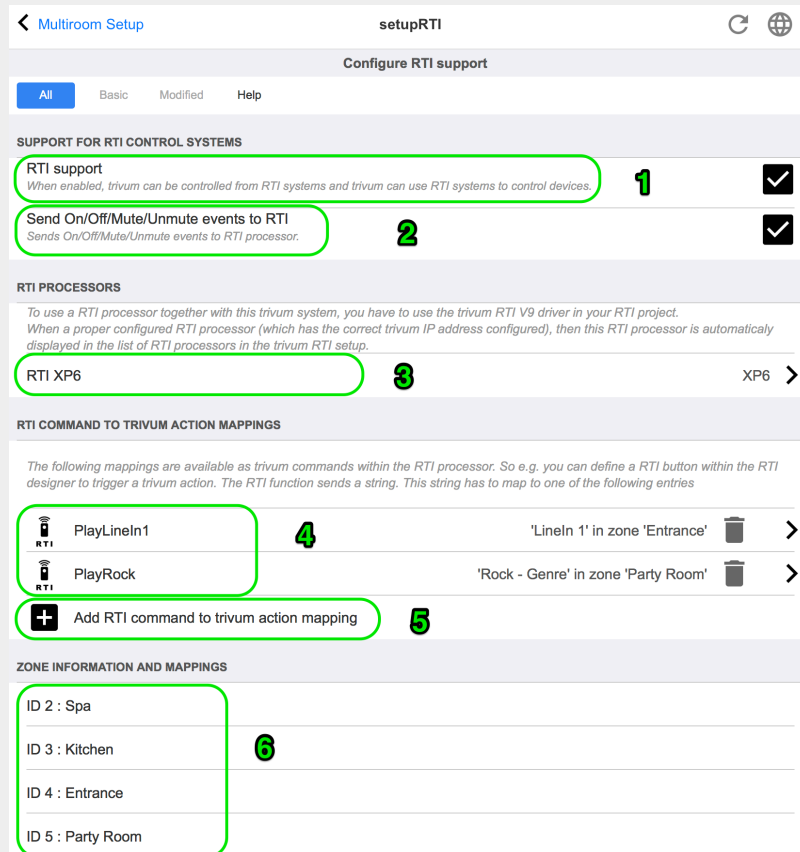 Multiroom Setup setupRTI
Configure RTI support
All Basic Modified Help
SUPPORT FOR RTI CONTROL SYSTEMS
RTI support
When enabled, trivum can be controlled from RTI systems and trivum can use RTI systems to control devices.
1
Send On/Off/Mute/Unmute events to RTI
Sends On/Off/Mute/Unmute events to RTI processor.
2
RTI PROCESSORS
To use a RTI processor together with this trivum system, you have to use the trivum RTI V9 driver in your RTI project.
When a proper configured RTI processor (which has the correct trivum IP address configured), then this RTI processor is automaticaly
displayed in the list of RTI processors in the trivum RTI setup.
RTI XP6 3 XP6
RTI COMMAND TO TRIVUM ACTION MAPPINGS
The following mappings are available as trivum commands within the RTI processor. So e.g. you can define a RTI button within the RTI
designer to trigger a trivum action. The RTI function sends a string. This string has to map to one of the following entries
RTI PlayLineIn1 4 'LineIn 1' in zone 'Entrance'
RTI PlayRock 'Rock - Genre' in zone 'Party Room'
Add RTI command to trivum action mapping 5
ZONE INFORMATION AND MAPPINGS
ID 2 : Spa
ID 3 : Kitchen 6
ID 4 : Entrance
ID 5 : Party Room